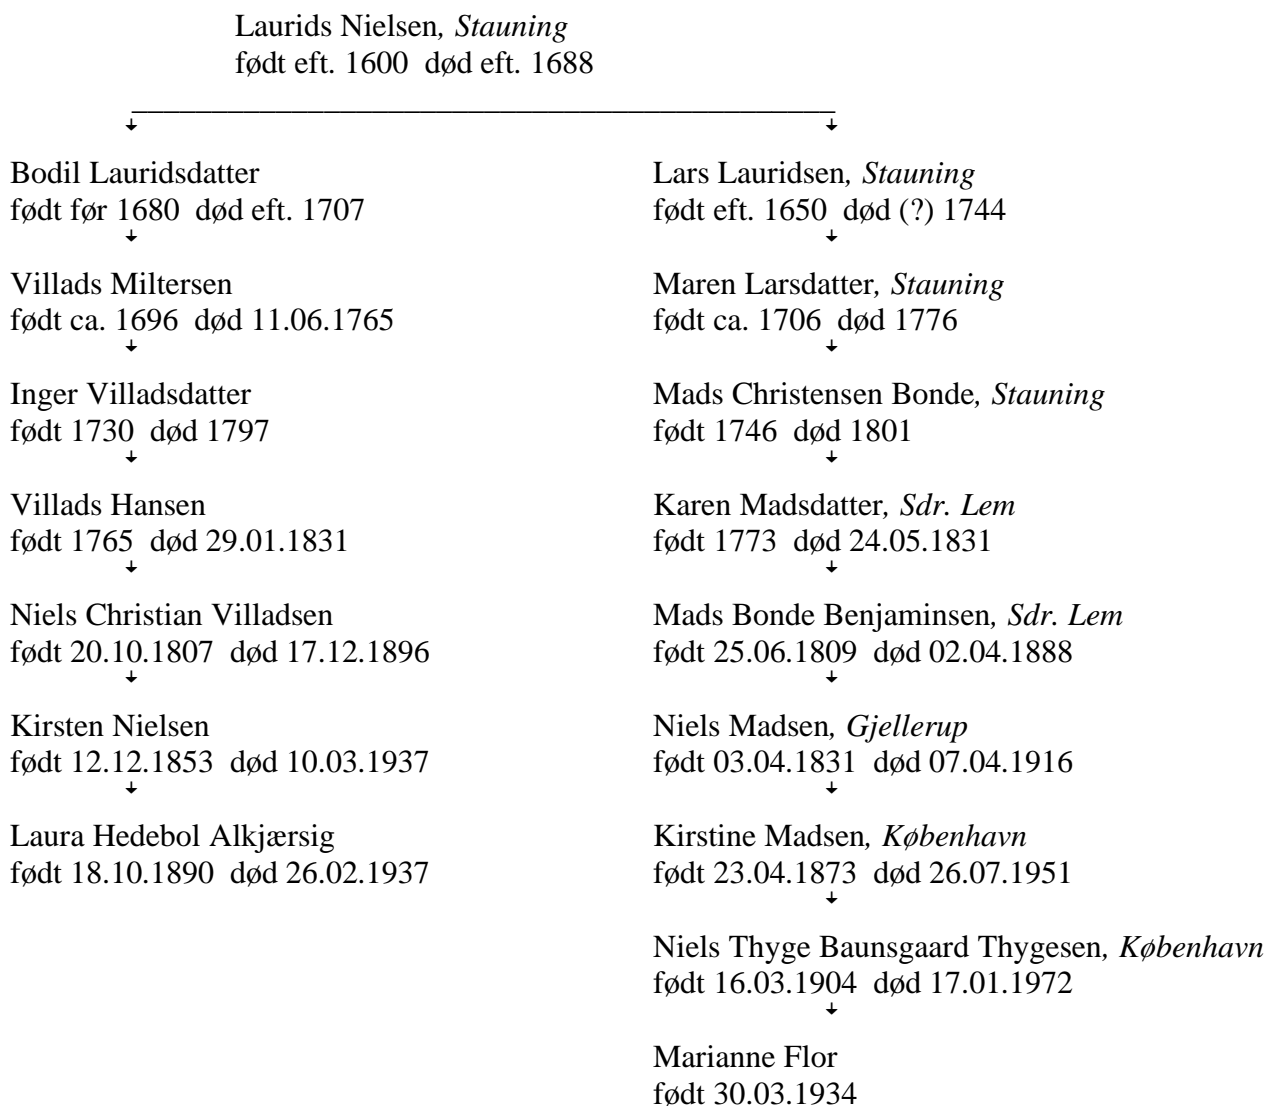 Laurids Nielsen, Stauning
født eft. 1600 død eft. 1688
Bodil Lauridsdatter
født før 1680 død eft. 1707
Villads Miltersen
født ca. 1696 død 11.06.1765
Inger Villadsdatter
født 1730 død 1797
Villads Hansen
født 1765 død 29.01.1831
Niels Christian Villadsen
født 20.10.1807 død 17.12.1896
Kirsten Nielsen
født 12.12.1853 død 10.03.1937
Laura Hedebol Alkjærsig
født 18.10.1890 død 26.02.1937
Lars Lauridsen, Stauning
født eft. 1650 død (?) 1744
Maren Larsdatter, Stauning
født ca. 1706 død 1776
Mads Christensen Bonde, Stauning
født 1746 død 1801
Karen Madsdatter, Sdr. Lem
født 1773 død 24.05.1831
Mads Bonde Benjaminsen, Sdr. Lem
født 25.06.1809 død 02.04.1888
Niels Madsen, Gjellerup
født 03.04.1831 død 07.04.1916
Kirstine Madsen, København
født 23.04.1873 død 26.07.1951
Niels Thyge Baunsgaard Thygesen, København
født 16.03.1904 død 17.01.1972
Marianne Flor
født 30.03.1934